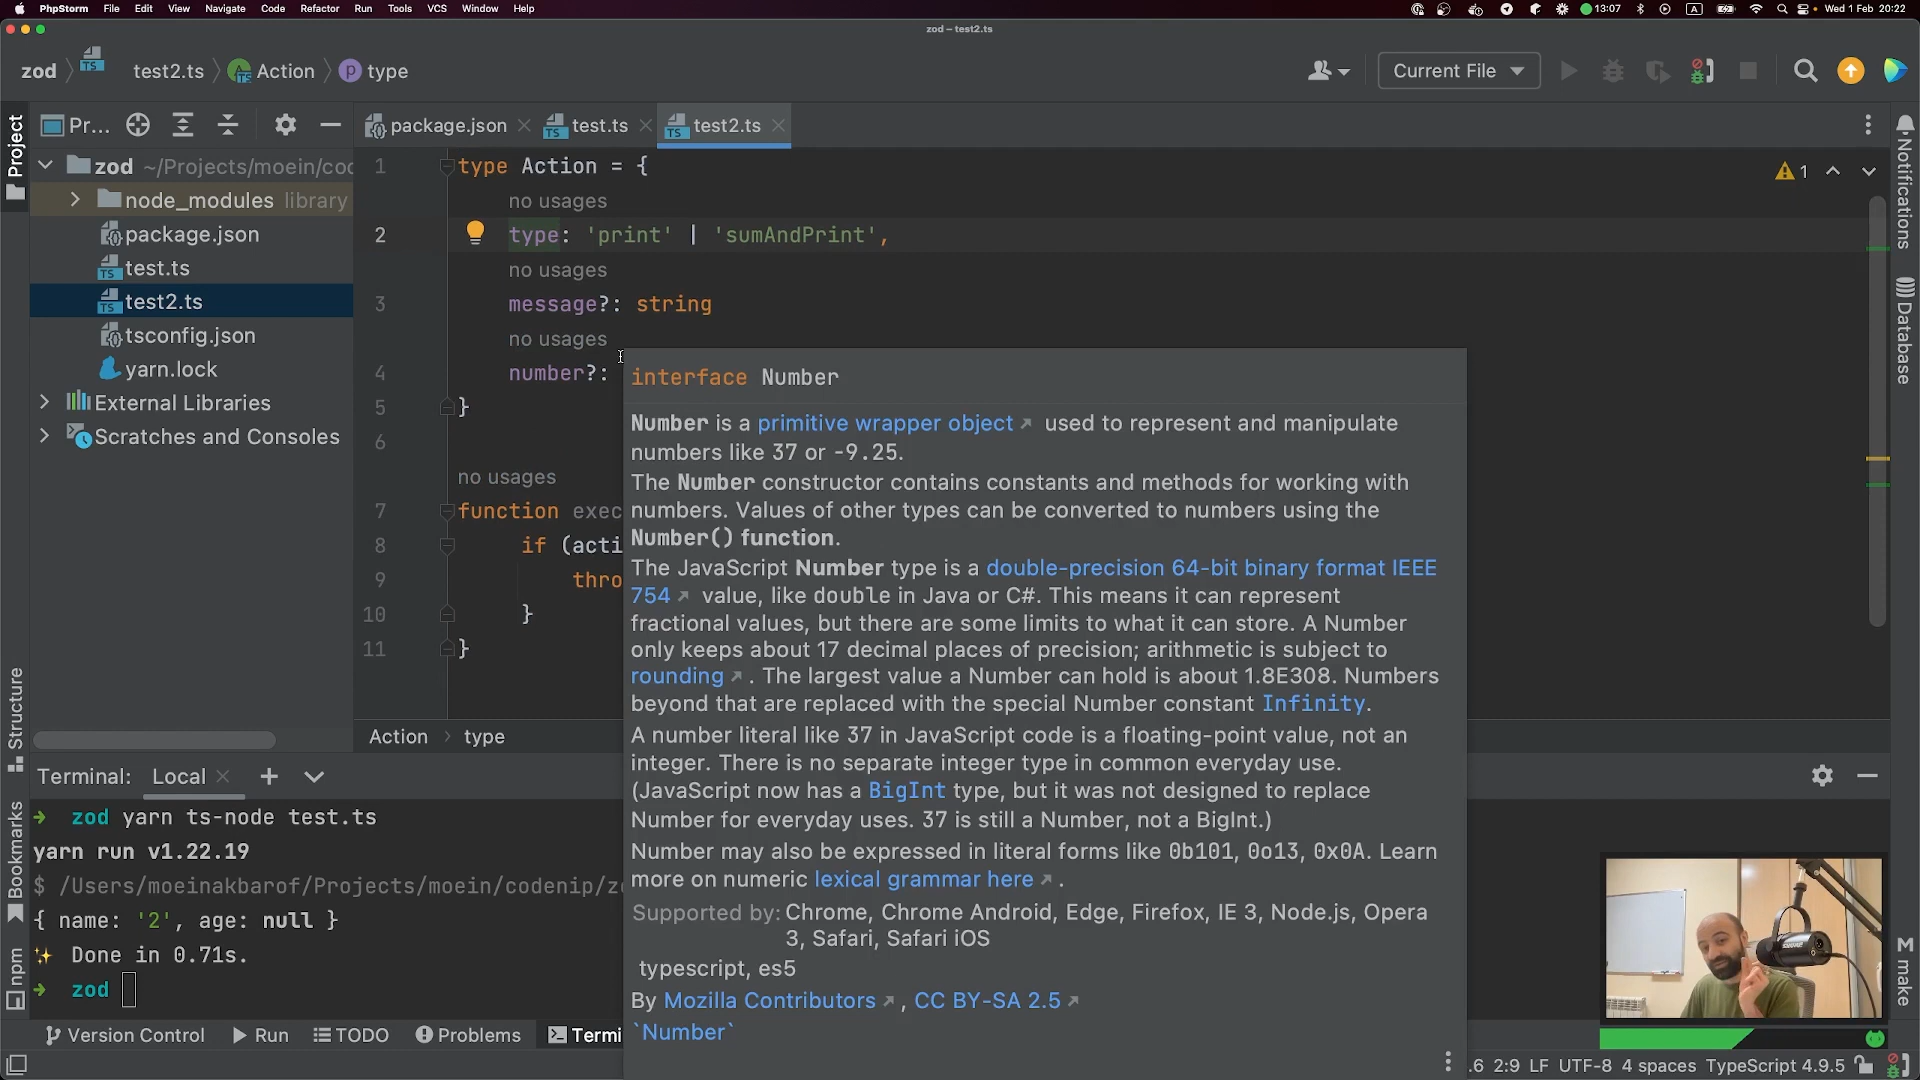 PhpStorm File Edit View Navigate Code Refactor Run Tools VCS Window Help 13:07 A Wed 1 Feb 20:22
zod – test2.ts
zod test2.ts Action type
Current File
Pr...
package.json test.ts test2.ts
Project
zod ~/Projects/moein/cod
node_modules library
package.json
test.ts
test2.ts
tsconfig.json
yarn.lock
External Libraries
Scratches and Consoles
1 type Action = {
no usages
2 type: 'print' | 'sumAndPrint',
no usages
3 message?: string
no usages
4 number?:
5 }
6
no usages
7 function exec
8 if (acti
9 thro
10 }
11 }
1
Notifications
Database
make
interface Number
Number is a primitive wrapper object used to represent and manipulate
numbers like 37 or -9.25.
The Number constructor contains constants and methods for working with
numbers. Values of other types can be converted to numbers using the
Number() function.
The JavaScript Number type is a double-precision 64-bit binary format IEEE
754 value, like double in Java or C#. This means it can represent
fractional values, but there are some limits to what it can store. A Number
only keeps about 17 decimal places of precision; arithmetic is subject to
rounding . The largest value a Number can hold is about 1.8E308. Numbers
beyond that are replaced with the special Number constant Infinity.
A number literal like 37 in JavaScript code is a floating-point value, not an
integer. There is no separate integer type in common everyday use.
(JavaScript now has a BigInt type, but it was not designed to replace
Number for everyday uses. 37 is still a Number, not a BigInt.)
Number may also be expressed in literal forms like 0b101, 0o13, 0x0A. Learn
more on numeric lexical grammar here .
Supported by: Chrome, Chrome Android, Edge, Firefox, IE 3, Node.js, Opera
3, Safari, Safari iOS
typescript, es5
By Mozilla Contributors , CC BY-SA 2.5
`Number`
Action type
Structure
Bookmarks
npm
Terminal: Local
zod yarn ts-node test.ts
yarn run v1.22.19
$ /Users/moeinakbarof/Projects/moein/codenip/zo
{ name: '2', age: null }
Done in 0.71s.
zod
Version Control Run TODO Problems Termi
.6 2:9 LF UTF-8 4 spaces TypeScript 4.9.5